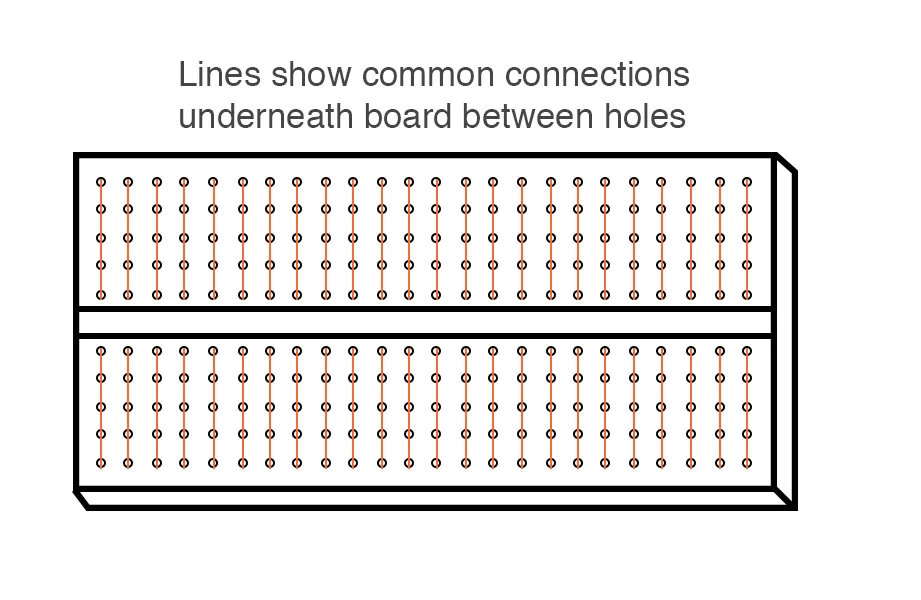 Lines show common connections
underneath board between holes